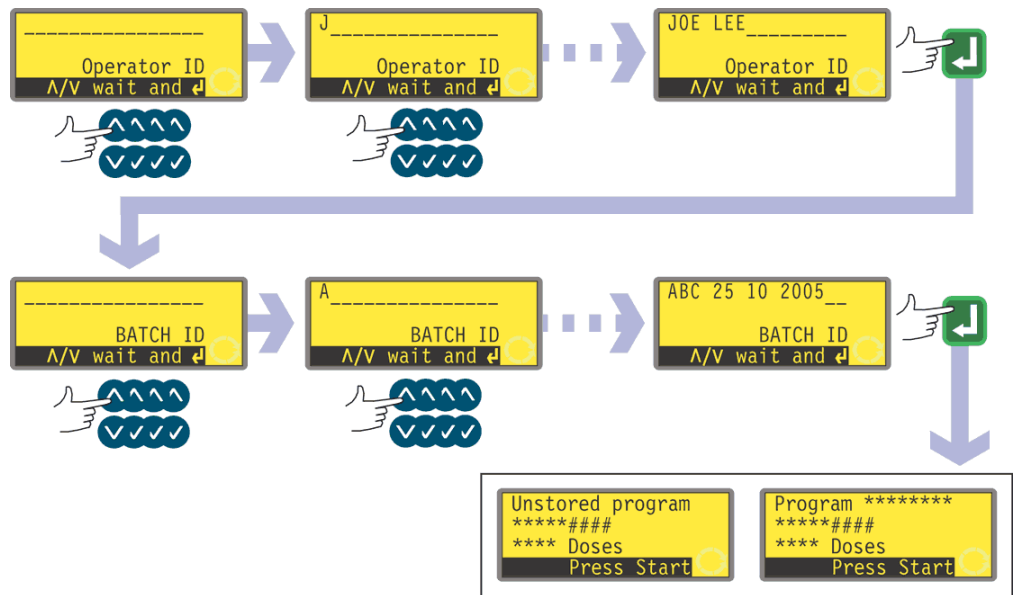 ________________
Operator ID
∧/∨ wait and ↵
J_______________
Operator ID
∧/∨ wait and ↵
JOE LEE_________
Operator ID
∧/∨ wait and ↵
________________
BATCH ID
∧/∨ wait and ↵
A_______________
BATCH ID
∧/∨ wait and ↵
ABC 25 10 2005__
BATCH ID
∧/∨ wait and ↵
Unstored program
*****####
**** Doses
Press Start
Program ********
*****####
**** Doses
Press Start